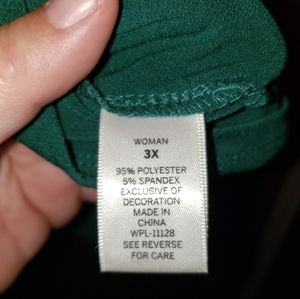 WOMAN
3X
95% POLYESTER
5% SPANDEX
EXCLUSIVE OF
DECORATION
MADE IN
CHINA
WPL-11128
SEE REVERSE
FOR CARE